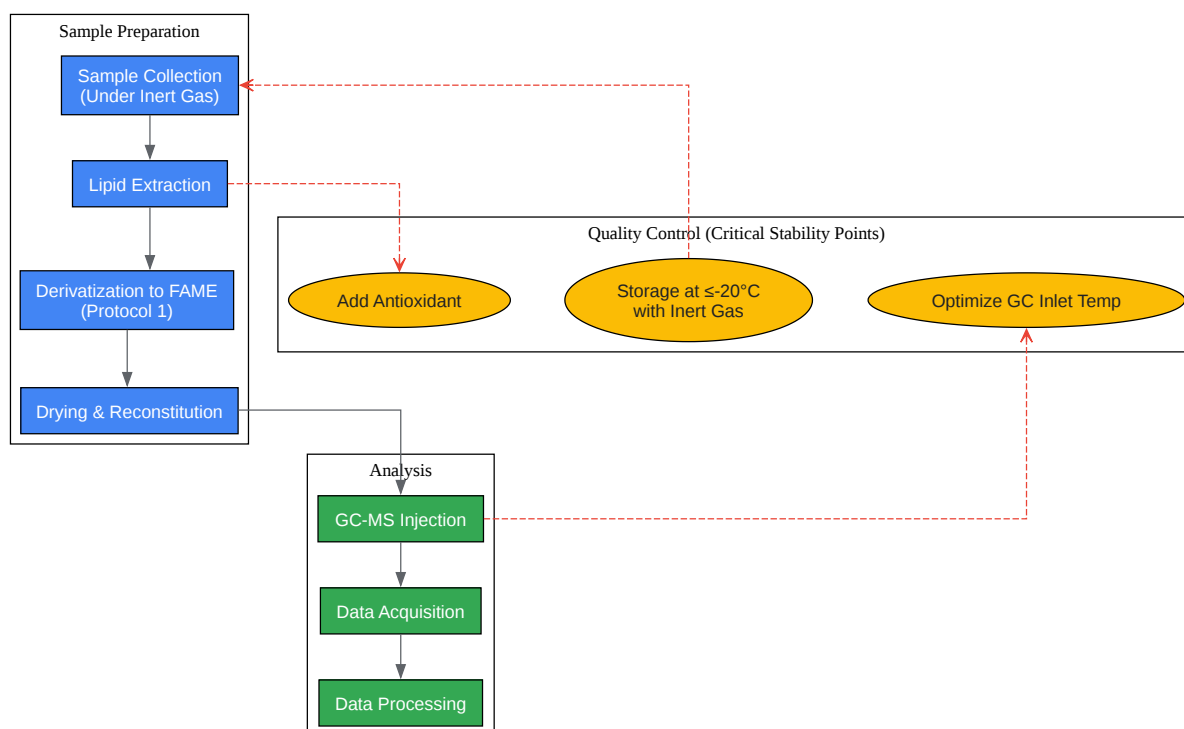 Sample Preparation
Sample Collection
(Under Inert Gas)
Lipid Extraction
Derivatization to FAME
(Protocol 1)
Drying & Reconstitution
Quality Control (Critical Stability Points)
Add Antioxidant
Storage at ≤-20°C
with Inert Gas
Optimize GC Inlet Temp
Analysis
GC-MS Injection
Data Acquisition
Data Processing